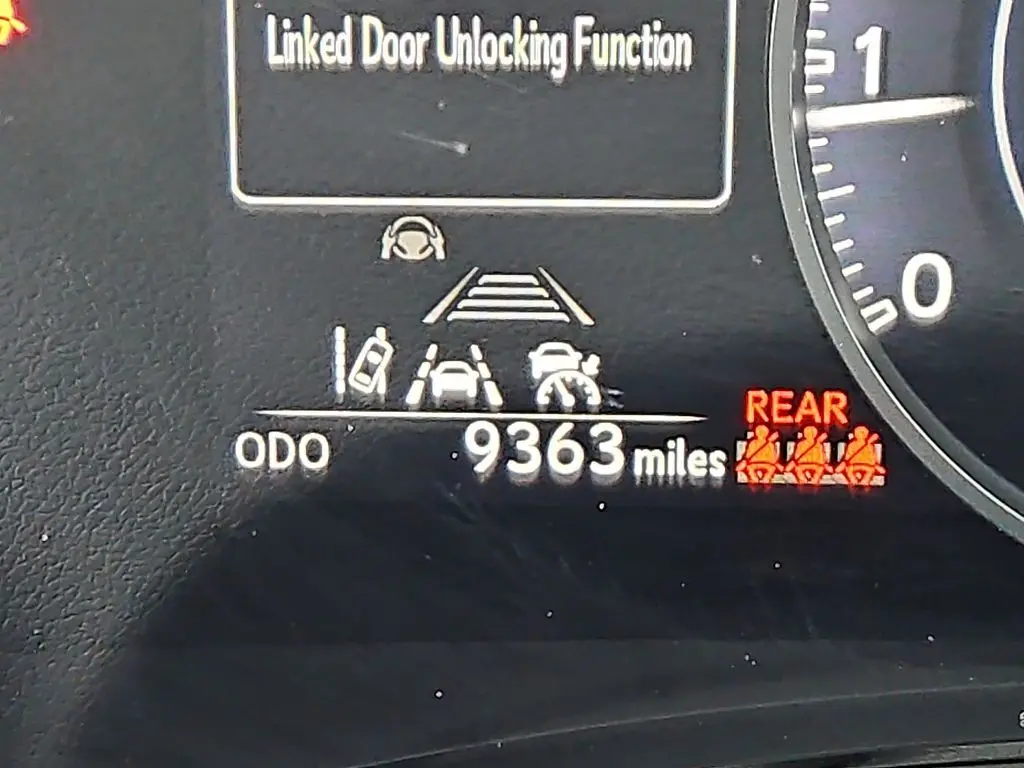 Linked Door Unlocking Function
1
0
REAR
ODO 9363 miles